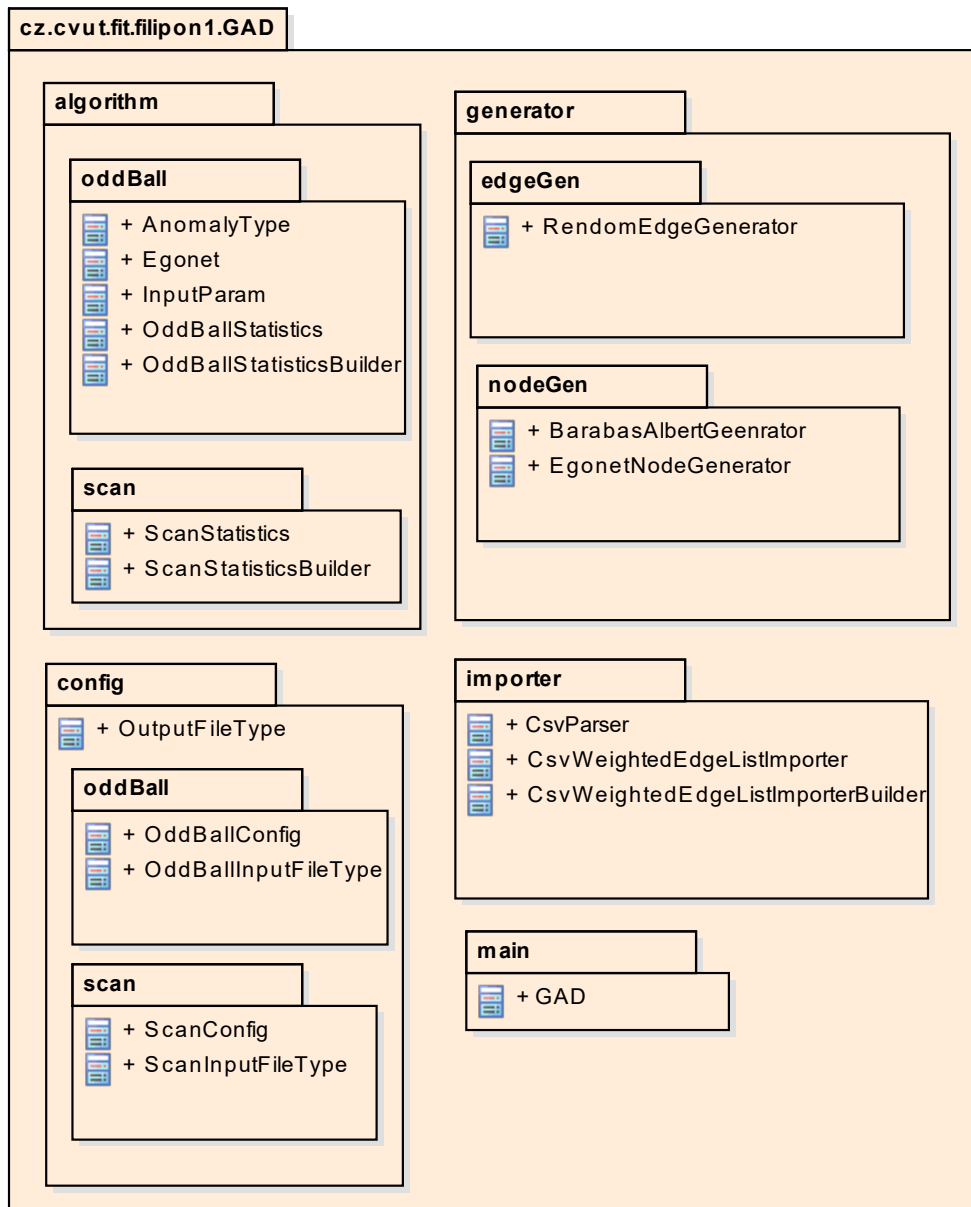 cz.cvut.fit.filipon1.GAD
algorithm
oddBall
+ AnomalyType
+ Egonet
+ InputParam
+ OddBallStatistics
+ OddBallStatisticsBuilder
scan
+ ScanStatistics
+ ScanStatisticsBuilder
generator
edgeGen
+ RendomEdgeGenerator
nodeGen
+ BarabasAlbertGeenrator
+ EgonetNodeGenerator
config
+ OutputFileType
oddBall
+ OddBallConfig
+ OddBallInputFileType
scan
+ ScanConfig
+ ScanInputFileType
importer
+ CsvParser
+ CsvWeightedEdgeListImporter
+ CsvWeightedEdgeListImporterBuilder
main
+ GAD